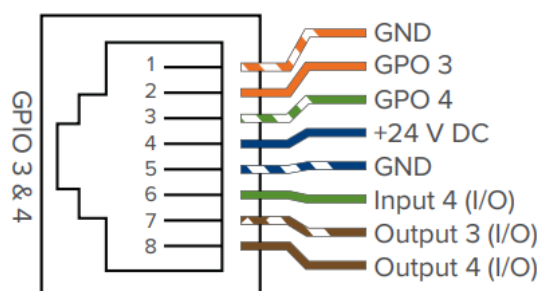 GPIO 3 & 4
1
2
3
4
5
6
7
8
GND
GPO 3
GPO 4
+24 V DC
GND
Input 4 (I/O)
Output 3 (I/O)
Output 4 (I/O)